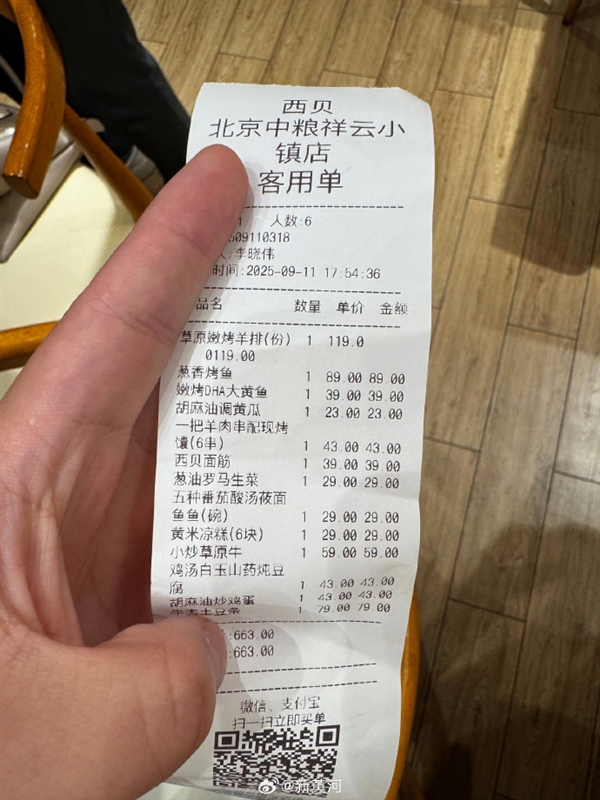 西贝
北京中粮祥云小
镇店
客用单
1 人数:6
509110318
:李晓伟
时间:2025-09-11 17:54:36
品名 数量 单价 金额
草原嫩烤羊排(份) 1 119.0
0119.00
葱香烤鱼 1 89.00 89.00
嫩烤DHA大黄鱼 1 39.00 39.00
胡麻油调黄瓜 1 23.00 23.00
一把羊肉串配现烤
馕(6串) 1 43.00 43.00
西贝面筋 1 39.00 39.00
葱油罗马生菜 1 29.00 29.00
五种番茄酸汤莜面
鱼鱼(碗) 1 29.00 29.00
黄米凉糕(6块) 1 29.00 29.00
小炒草原牛 1 59.00 59.00
鸡汤白玉山药炖豆
腐 1 43.00 43.00
胡麻油炒鸡蛋 1 43.00 43.00
土豆条 1 79.00 79.00
:663.00
:663.00
微信、支付宝
扫一扫立即买单
@新黄河